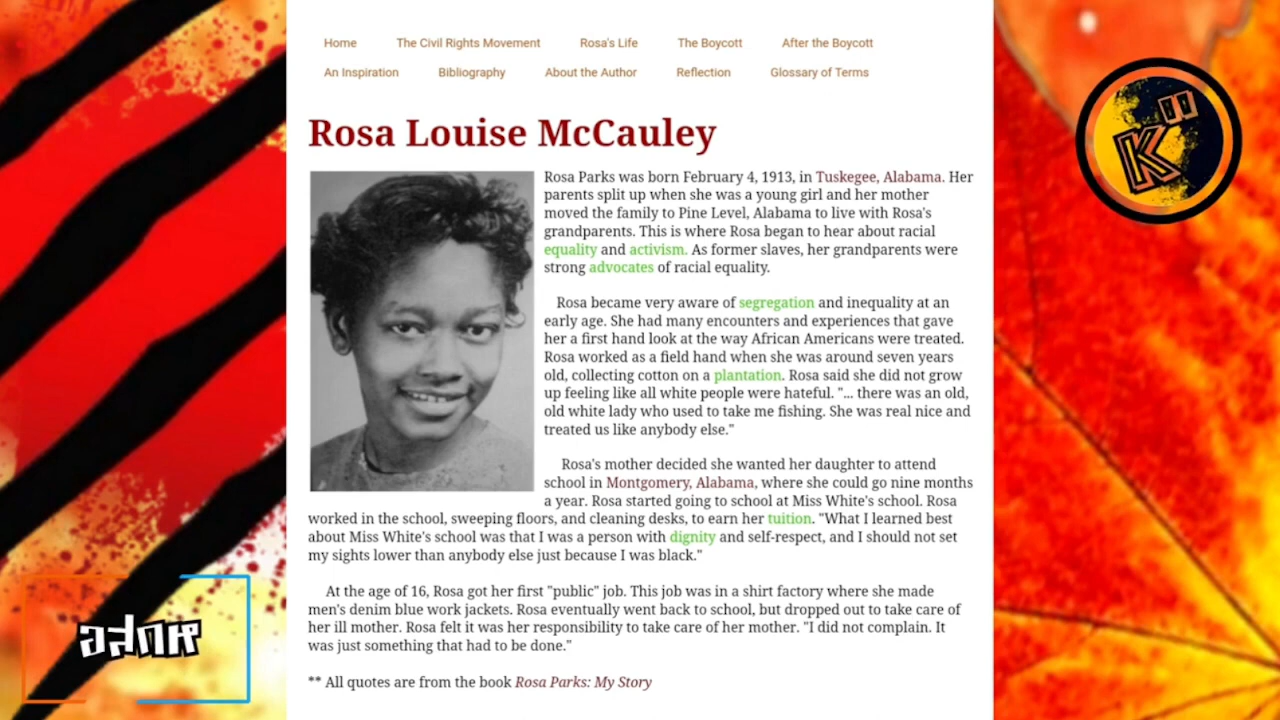 Home The Civil Rights Movement Rosa's Life The Boycott After the Boycott
An Inspiration Bibliography About the Author Reflection Glossary of Terms
Rosa Louise McCauley
Rosa Parks was born February 4, 1913, in Tuskegee, Alabama. Her
parents split up when she was a young girl and her mother
moved the family to Pine Level, Alabama to live with Rosa's
grandparents. This is where Rosa began to hear about racial
equality and activism. As former slaves, her grandparents were
strong advocates of racial equality.
Rosa became very aware of segregation and inequality at an
early age. She had many encounters and experiences that gave
her a first hand look at the way African Americans were treated.
Rosa worked as a field hand when she was around seven years
old, collecting cotton on a plantation. Rosa said she did not grow
up feeling like all white people were hateful. "... there was an old,
old white lady who used to take me fishing. She was real nice and
treated us like anybody else."
Rosa's mother decided she wanted her daughter to attend
school in Montgomery, Alabama, where she could go nine months
a year. Rosa started going to school at Miss White's school. Rosa
worked in the school, sweeping floors, and cleaning desks, to earn her tuition. "What I learned best
about Miss White's school was that I was a person with dignity and self-respect, and I should not set
my sights lower than anybody else just because I was black."
At the age of 16, Rosa got her first "public" job. This job was in a shirt factory where she made
men's denim blue work jackets. Rosa eventually went back to school, but dropped out to take care of
her ill mother. Rosa felt it was her responsibility to take care of her mother. "I did not complain. It
was just something that had to be done."
** All quotes are from the book Rosa Parks: My Story
K"